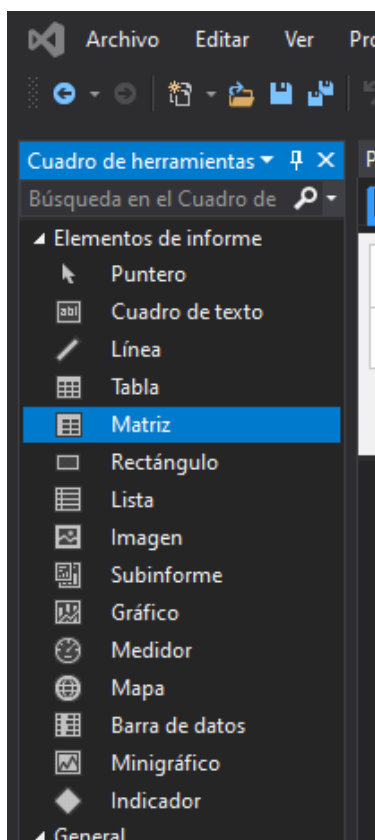 Archivo Editar Ver
Cuadro de herramientas
Búsqueda en el Cuadro de
Elementos de informe
Puntero
abl Cuadro de texto
Línea
Tabla
Matriz
Rectángulo
Lista
Imagen
Subinforme
Gráfico
Medidor
Mapa
Barra de datos
Minigráfico
Indicador
General